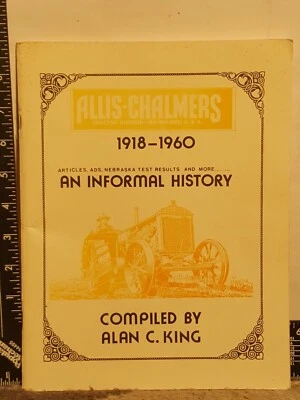 ALLIS-CHALMERS
1918-1960
ARTICLES, ADS, NEBRASKA TEST RESULTS AND MORE.....
AN INFORMAL HISTORY
COMPILED BY
ALAN C. KING